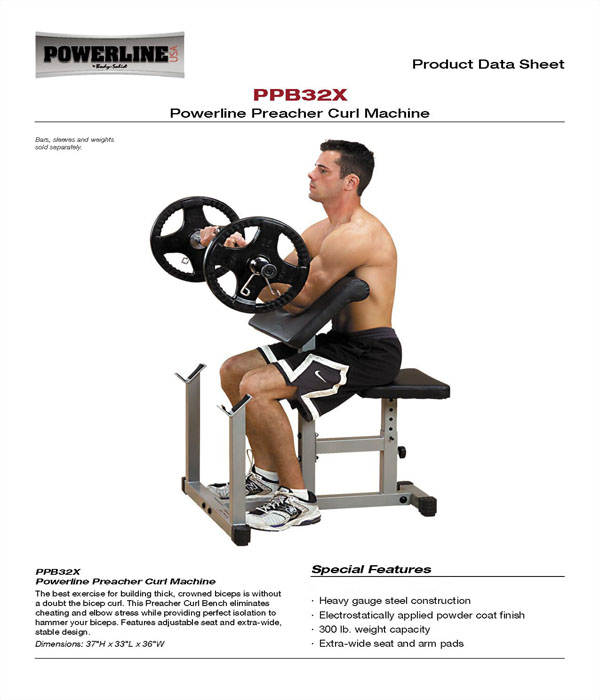 POWERLINE USA
by Body-Solid
Product Data Sheet
PPB32X
Powerline Preacher Curl Machine
Bars, sleeves and weights
sold separately.
PPB32X
Powerline Preacher Curl Machine
The best exercise for building thick, crowned biceps is without
a doubt the bicep curl. This Preacher Curl Bench eliminates
cheating and elbow stress while providing perfect isolation to
hammer your biceps. Features adjustable seat and extra-wide,
stable design.
Dimensions: 37"H x 33"L x 36"W
Special Features
· Heavy gauge steel construction
· Electrostatically applied powder coat finish
· 300 lb. weight capacity
· Extra-wide seat and arm pads